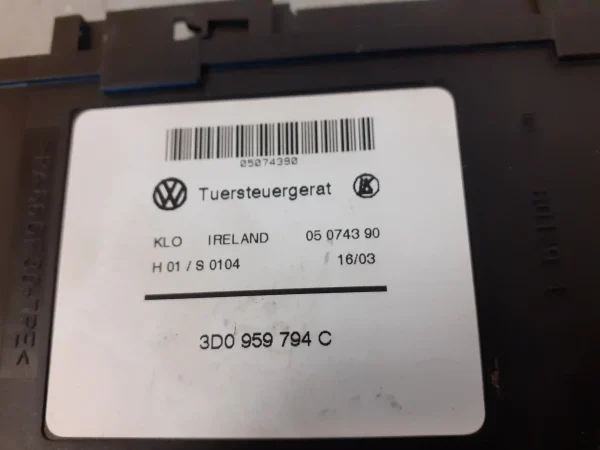 05074390
Tuersteuergerat
KLO IRELAND 05 0743 90
H 01 / S 0104 16/03
3D0 959 794 C